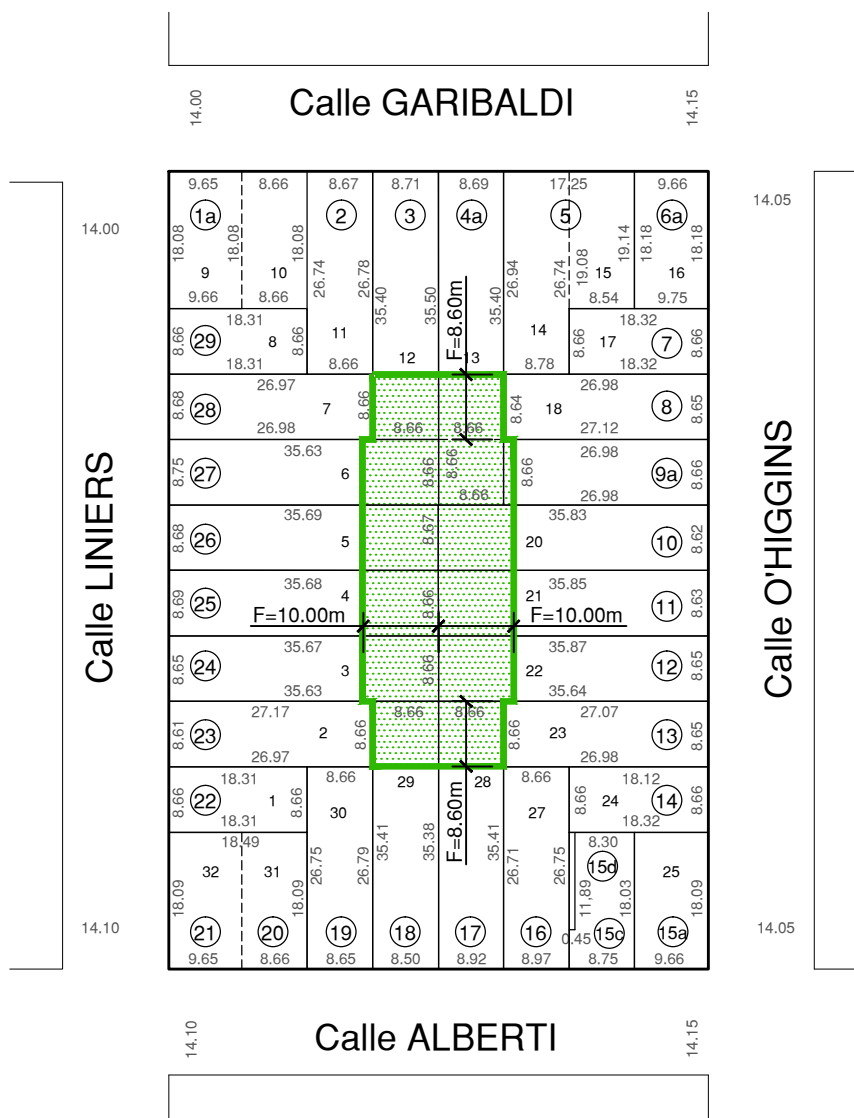 14.00
Calle GARIBALDI
14.15
14.00
14.05
9.65 8.66 8.67 8.71 8.69 17.25 9.66
1a 2 3 4a 5 6a
18.08 18.08 18.08 26.74 26.78 35.40 35.50 35.40 26.94 26.74 19.08 19.14 18.18 18.18
9 10 15 16
9.66 8.66 8.54 9.75
F=8.60m
18.31 18.32
8.66 29 8 8.66 11 14 8.66 17 7 8.66
18.31 8.66 12 13 8.78 18.32
26.97 26.98
8.68 28 7 8.66 8.64 18 8 8.65
26.98 8.66 8.66 27.12
35.63 26.98
8.75 27 6 8.66 8.66 8.66 9a 8.66
8.66 26.98
35.69 35.83
8.68 26 5 8.67 20 10 8.62
35.68 35.85
8.69 25 4 8.66 21 11 8.63
F=10.00m F=10.00m
35.67 35.87
8.65 24 3 8.66 22 12 8.65
35.63 35.64
27.17 8.66 8.66 27.07
8.61 23 2 8.66 8.66 23 13 8.65
26.97 26.98
18.31 8.66 29 28 8.66 18.12
8.66 22 1 8.66 30 27 8.66 24 14 8.66
18.31 18.32
F=8.60m
18.49 8.30
32 31 15d 25
18.09 18.09 26.75 26.79 35.41 35.38 35.41 26.71 26.75 11,89 18.03 18.09
21 20 19 18 17 16 0.45 15c 15a
9.65 8.66 8.65 8.50 8.92 8.97 8.75 9.66
Calle LINIERS
Calle O'HIGGINS
14.10
14.05
14.10
Calle ALBERTI
14.15